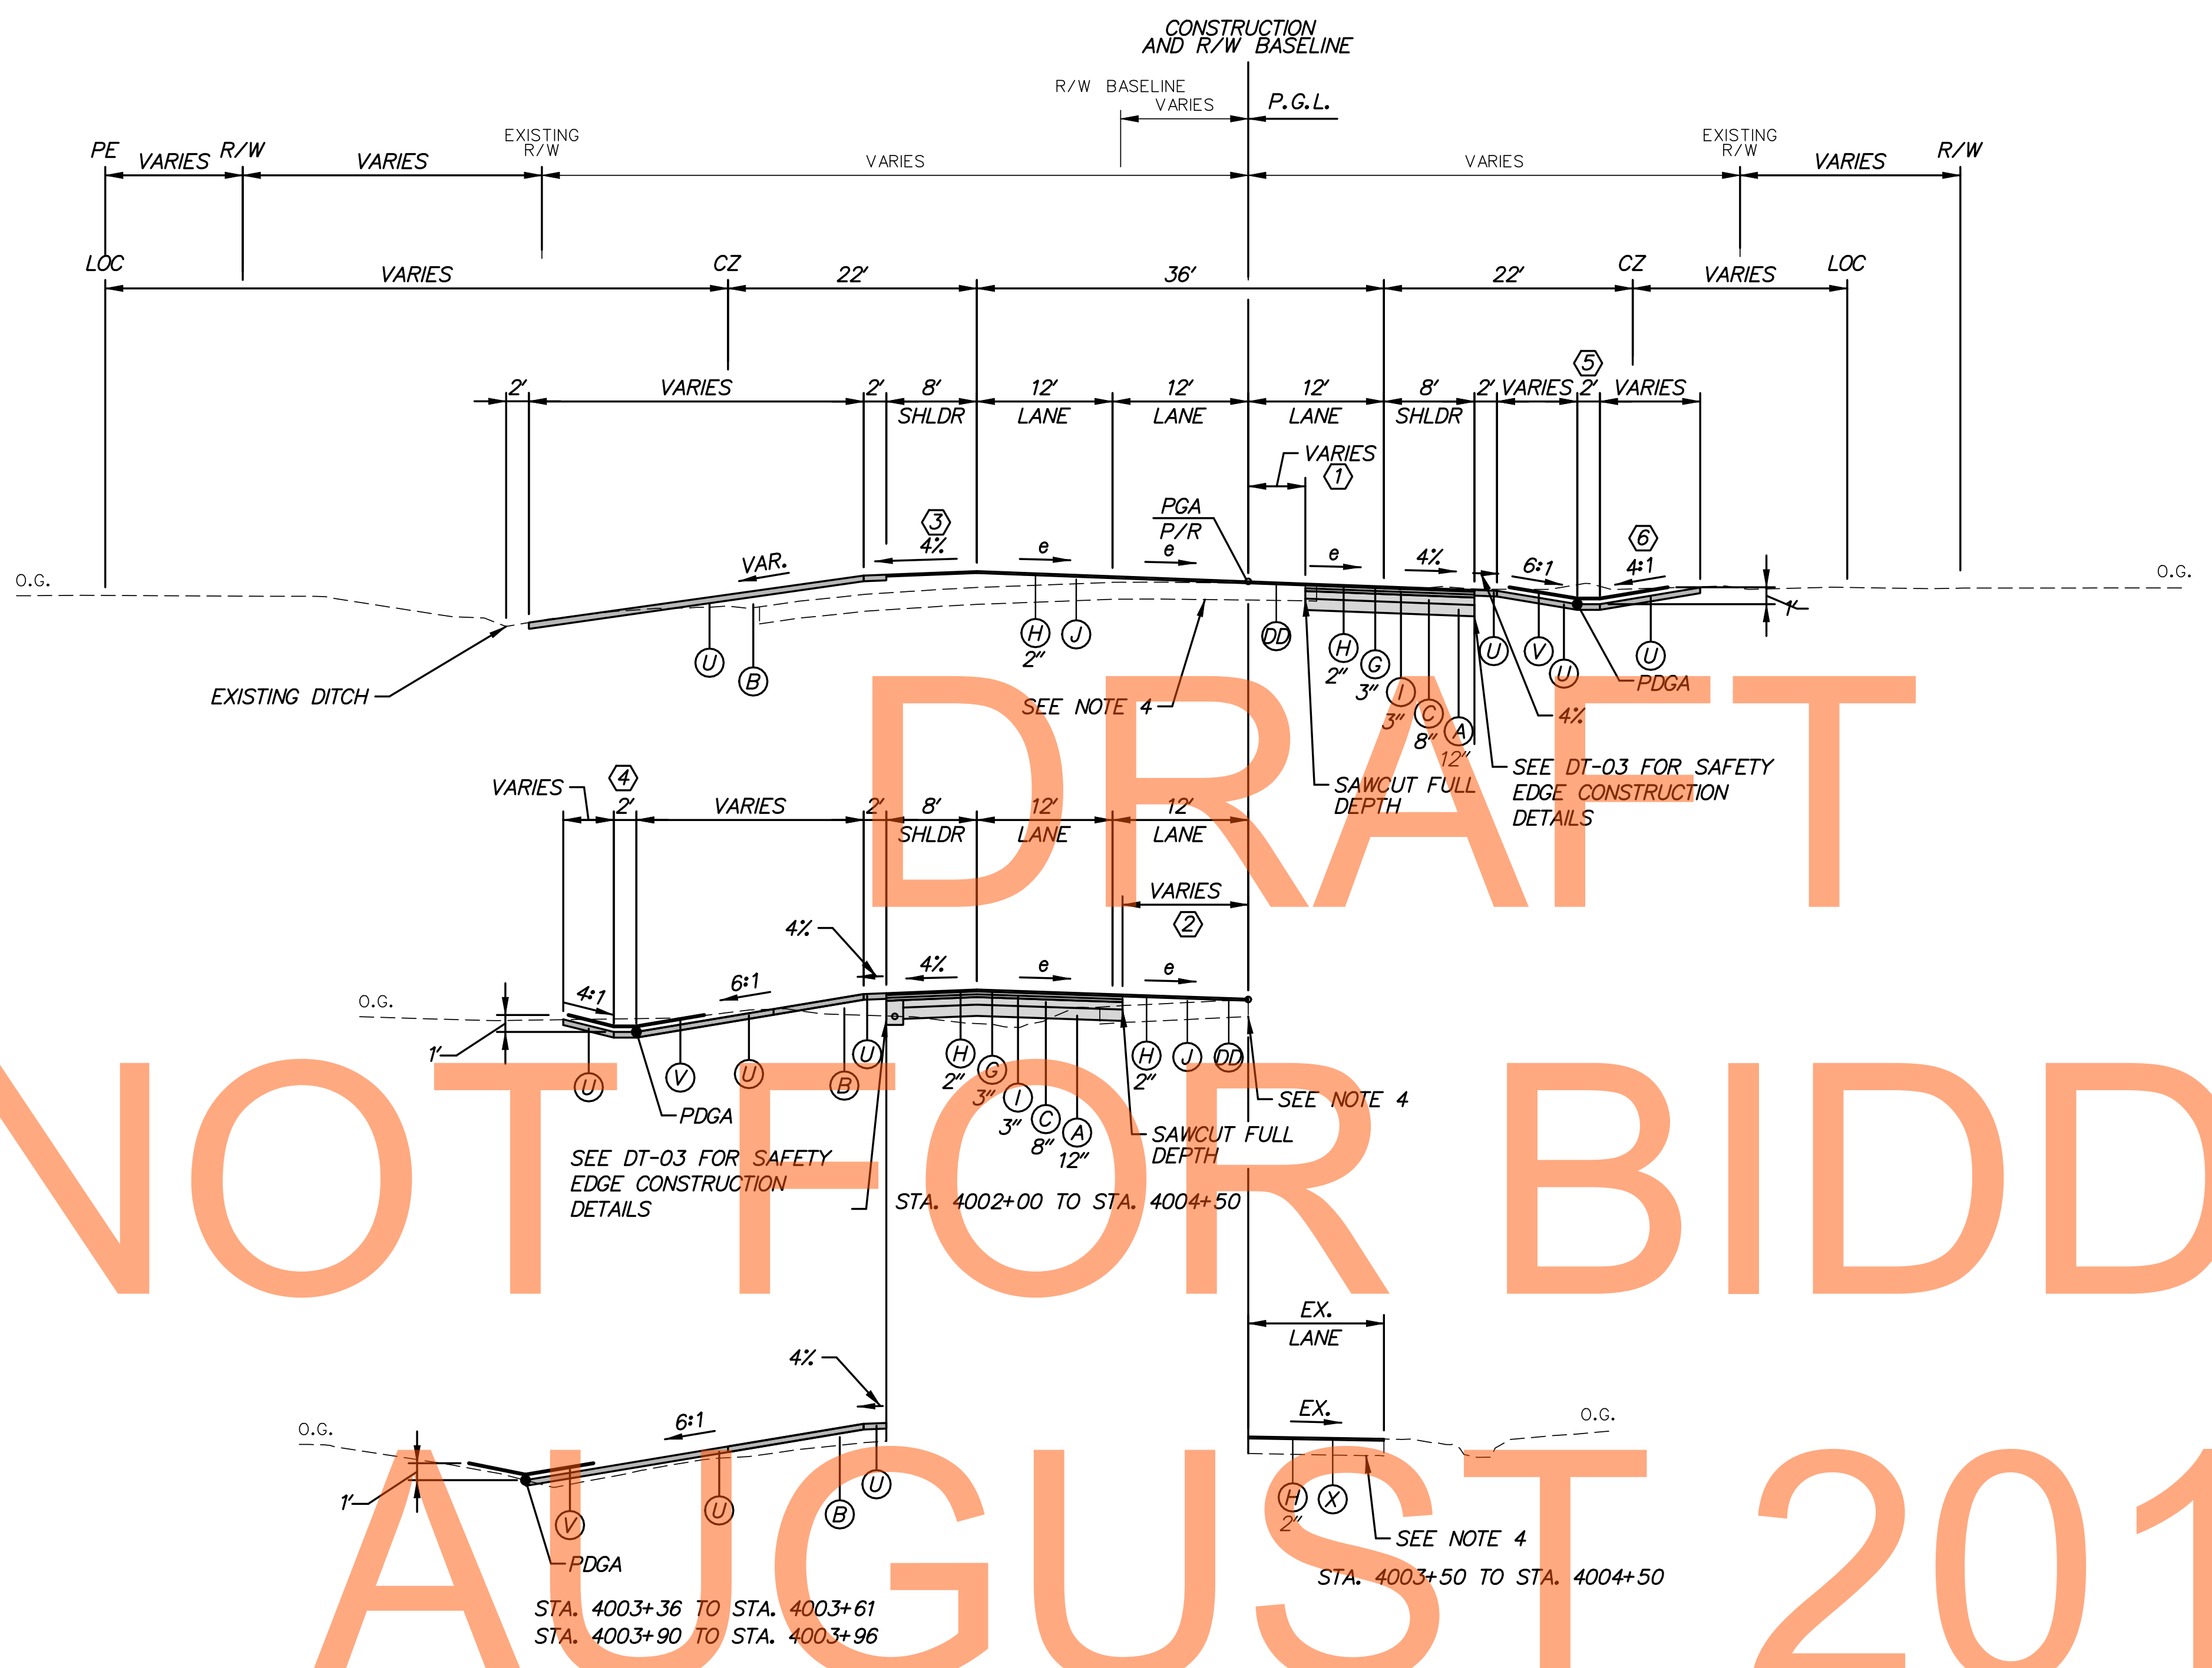 CONSTRUCTION
AND R/W BASELINE
R/W BASELINE
VARIES
P.G.L.
PE
VARIES
R/W
VARIES
EXISTING
R/W
VARIES
VARIES
EXISTING
R/W
VARIES
R/W
LOC
VARIES
CZ
22'
36'
22'
CZ
VARIES
LOC
5
2'
VARIES
2'
8'
12'
12'
12'
8'
2'
VARIES
2'
VARIES
SHLDR
LANE
LANE
LANE
SHLDR
VARIES
1
3
PGA
P/R
4%
e
e
e
4%
6:1
6
4:1
VAR.
O.G.
O.G.
1'
U
B
H
2"
J
DD
H
2"
G
3"
I
3"
C
8"
A
12"
U
V
U
U
PDGA
4%
EXISTING DITCH
SEE NOTE 4
SAWCUT FULL
DEPTH
SEE DT-03 FOR SAFETY
EDGE CONSTRUCTION
DETAILS
DRAFT
VARIES
4
2'
VARIES
2'
8'
12'
12'
SHLDR
LANE
LANE
VARIES
2
4%
4%
e
e
6:1
4:1
O.G.
1'
U
V
U
B
U
H
2"
G
3"
I
3"
C
8"
A
12"
H
2"
J
DD
PDGA
SEE NOTE 4
SAWCUT FULL
DEPTH
SEE DT-03 FOR SAFETY
EDGE CONSTRUCTION
DETAILS
STA. 4002+00 TO STA. 4004+50
NOT FOR BIDD
EX.
LANE
4%
6:1
O.G.
EX.
O.G.
1'
V
U
B
U
H
2"
X
PDGA
SEE NOTE 4
STA. 4003+50 TO STA. 4004+50
STA. 4003+36 TO STA. 4003+61
STA. 4003+90 TO STA. 4003+96
AUGUST 201